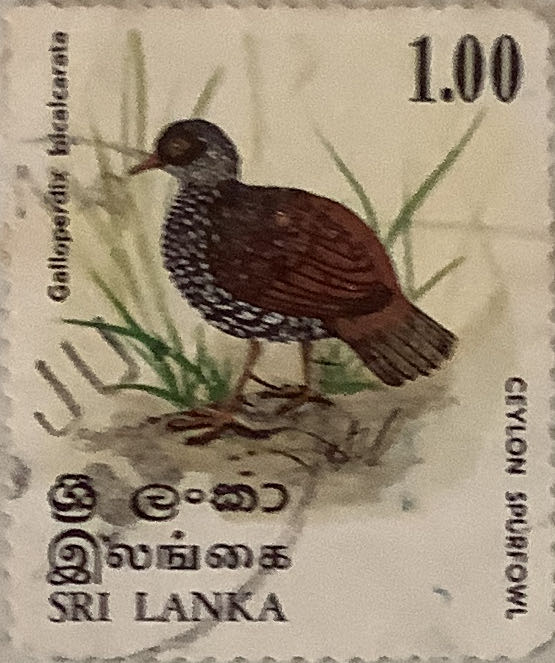 1.00
Galloperdix bicalcarata
CEYLON SPURFOWL
ශ්‍රී ලංකා
இலங்கை
SRI LANKA